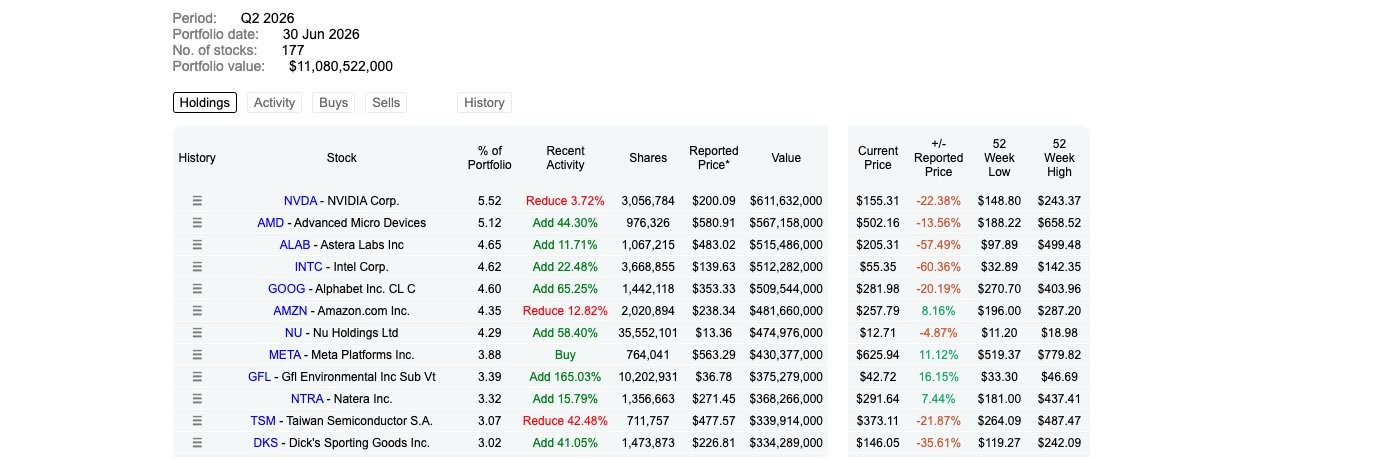 Period: Q2 2026
Portfolio date: 30 Jun 2026
No. of stocks: 177
Portfolio value: $11,080,522,000
Holdings Activity Buys Sells History
History Stock % of Portfolio Recent Activity Shares Reported Price* Value Current Price +/- Reported Price 52 Week Low 52 Week High
NVDA - NVIDIA Corp. 5.52 Reduce 3.72% 3,056,784 $200.09 $611,632,000 $155.31 -22.38% $148.80 $243.37
AMD - Advanced Micro Devices 5.12 Add 44.30% 976,326 $580.91 $567,158,000 $502.16 -13.56% $188.22 $658.52
ALAB - Astera Labs Inc 4.65 Add 11.71% 1,067,215 $483.02 $515,486,000 $205.31 -57.49% $97.89 $499.48
INTC - Intel Corp. 4.62 Add 22.48% 3,668,855 $139.63 $512,282,000 $55.35 -60.36% $32.89 $142.35
GOOG - Alphabet Inc. CL C 4.60 Add 65.25% 1,442,118 $353.33 $509,544,000 $281.98 -20.19% $270.70 $403.96
AMZN - Amazon.com Inc. 4.35 Reduce 12.82% 2,020,894 $238.34 $481,660,000 $257.79 8.16% $196.00 $287.20
NU - Nu Holdings Ltd 4.29 Add 58.40% 35,552,101 $13.36 $474,976,000 $12.71 -4.87% $11.20 $18.98
META - Meta Platforms Inc. 3.88 Buy 764,041 $563.29 $430,377,000 $625.94 11.12% $519.37 $779.82
GFL - Gfl Environmental Inc Sub Vt 3.39 Add 165.03% 10,202,931 $36.78 $375,279,000 $42.72 16.15% $33.30 $46.69
NTRA - Natera Inc. 3.32 Add 15.79% 1,356,663 $271.45 $368,266,000 $291.64 7.44% $181.00 $437.41
TSM - Taiwan Semiconductor S.A. 3.07 Reduce 42.48% 711,757 $477.57 $339,914,000 $373.11 -21.87% $264.09 $487.47
DKS - Dick's Sporting Goods Inc. 3.02 Add 41.05% 1,473,873 $226.81 $334,289,000 $146.05 -35.61% $119.27 $242.09